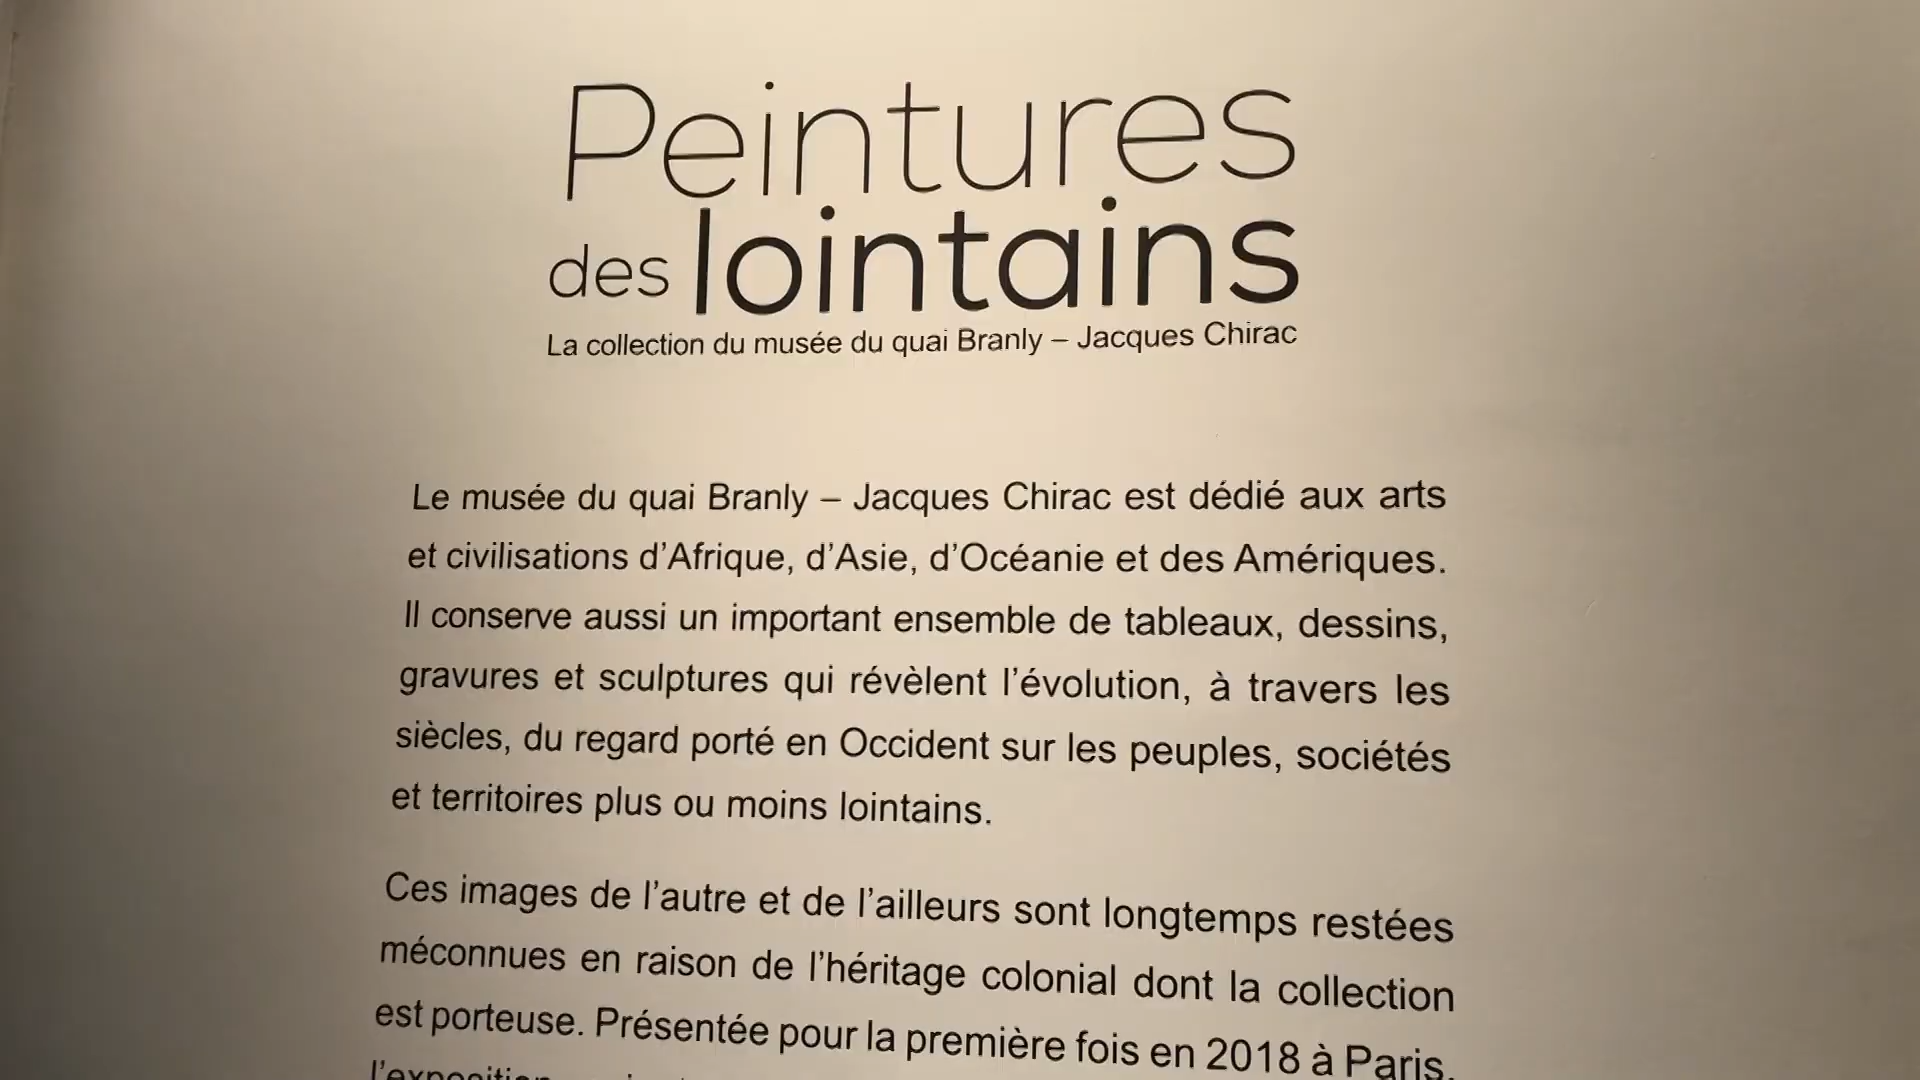 Peintures
des lointains
La collection du musée du quai Branly – Jacques Chirac
Le musée du quai Branly – Jacques Chirac est dédié aux arts
et civilisations d’Afrique, d’Asie, d’Océanie et des Amériques.
Il conserve aussi un important ensemble de tableaux, dessins,
gravures et sculptures qui révèlent l’évolution, à travers les
siècles, du regard porté en Occident sur les peuples, sociétés
et territoires plus ou moins lointains.
Ces images de l’autre et de l’ailleurs sont longtemps restées
méconnues en raison de l’héritage colonial dont la collection
est porteuse. Présentée pour la première fois en 2018 à Paris,
l’exposition